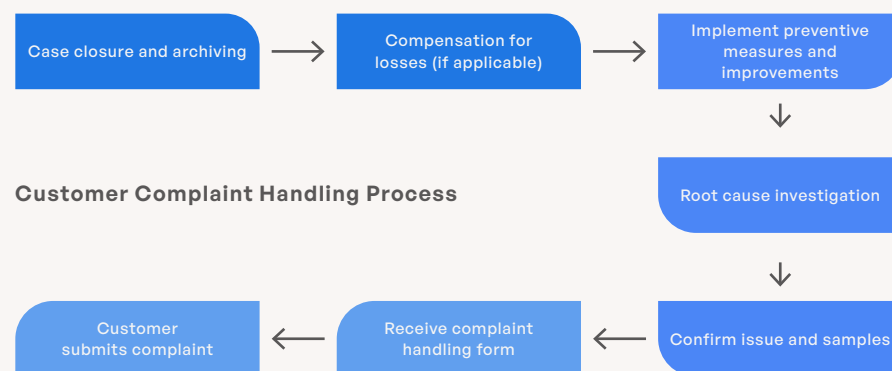 Case closure and archiving
Compensation for
losses (if applicable)
Implement preventive
measures and
improvements
Customer Complaint Handling Process
Root cause investigation
Customer
submits complaint
Receive complaint
handling form
Confirm issue and samples